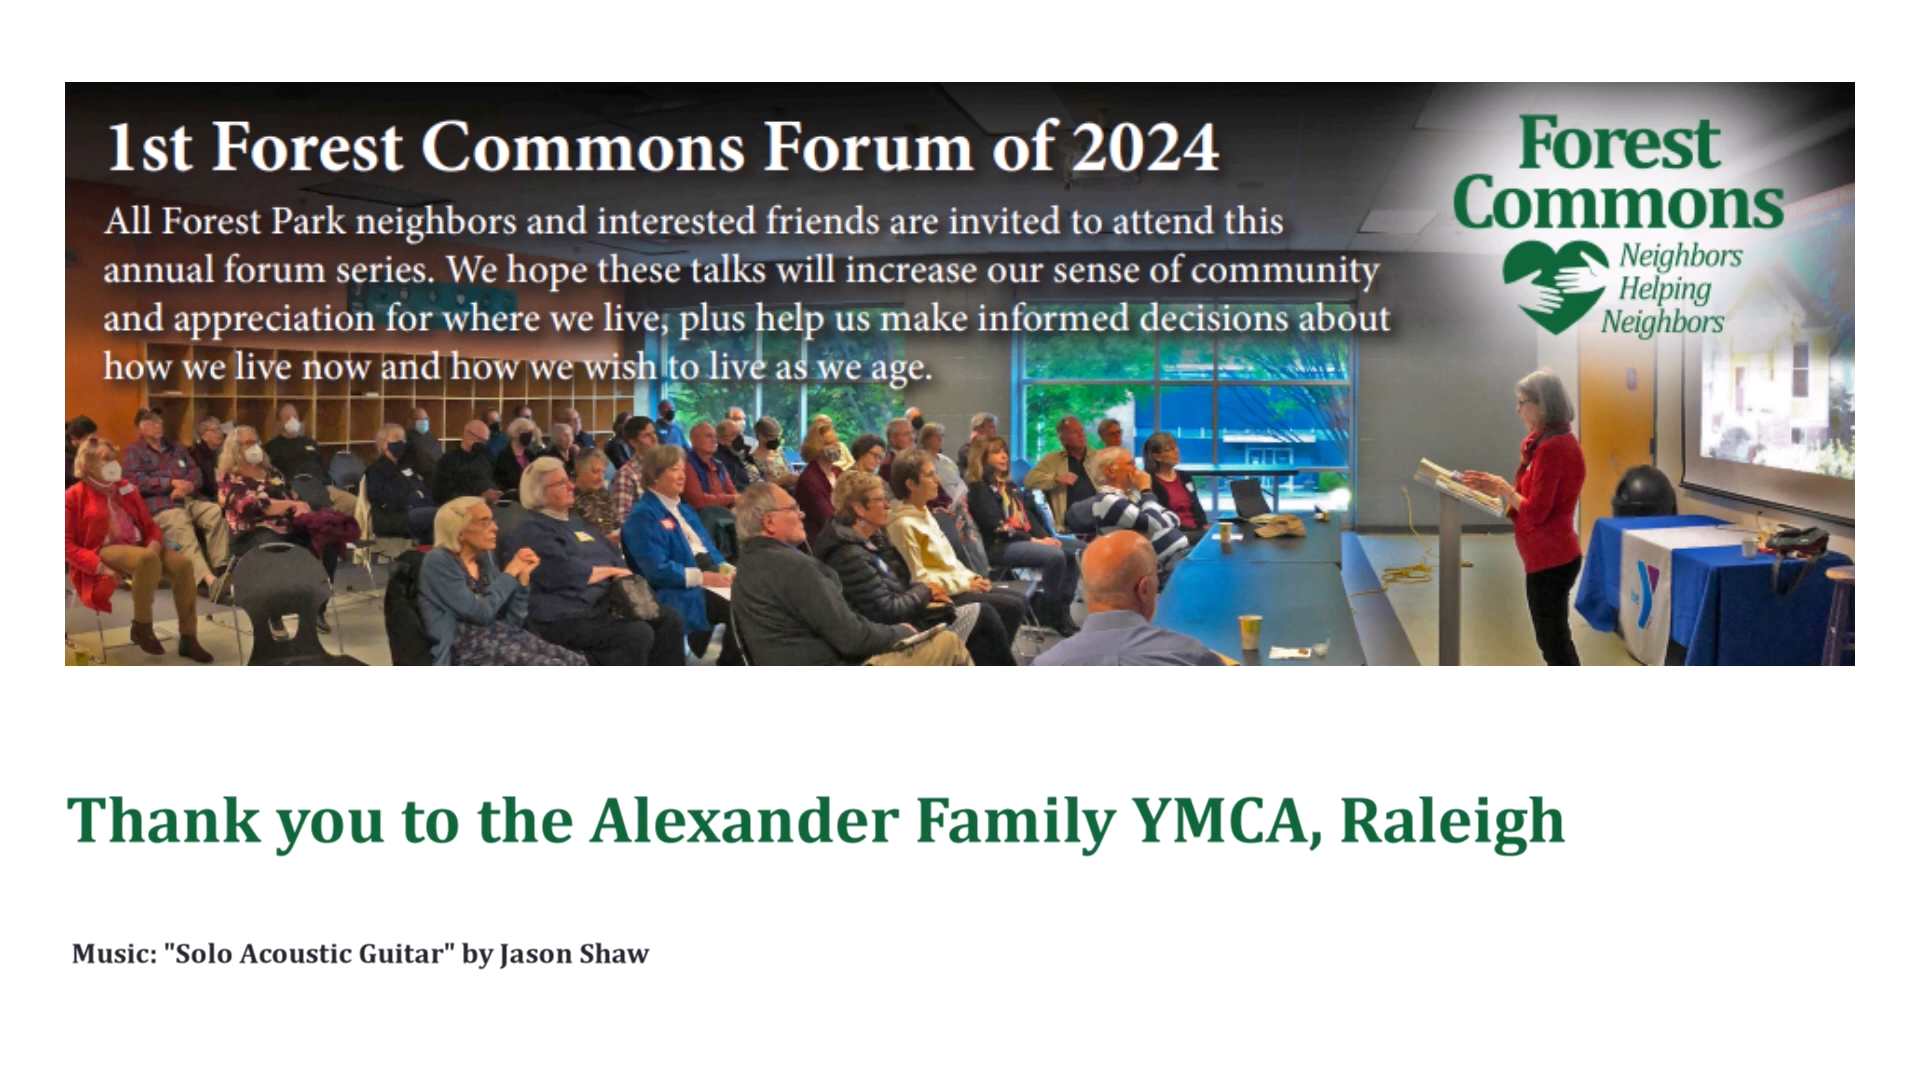 1st Forest Commons Forum of 2024
All Forest Park neighbors and interested friends are invited to attend this
annual forum series. We hope these talks will increase our sense of community
and appreciation for where we live, plus help us make informed decisions about
how we live now and how we wish to live as we age.
Forest
Commons
Neighbors
Helping
Neighbors
Thank you to the Alexander Family YMCA, Raleigh
Music: "Solo Acoustic Guitar" by Jason Shaw